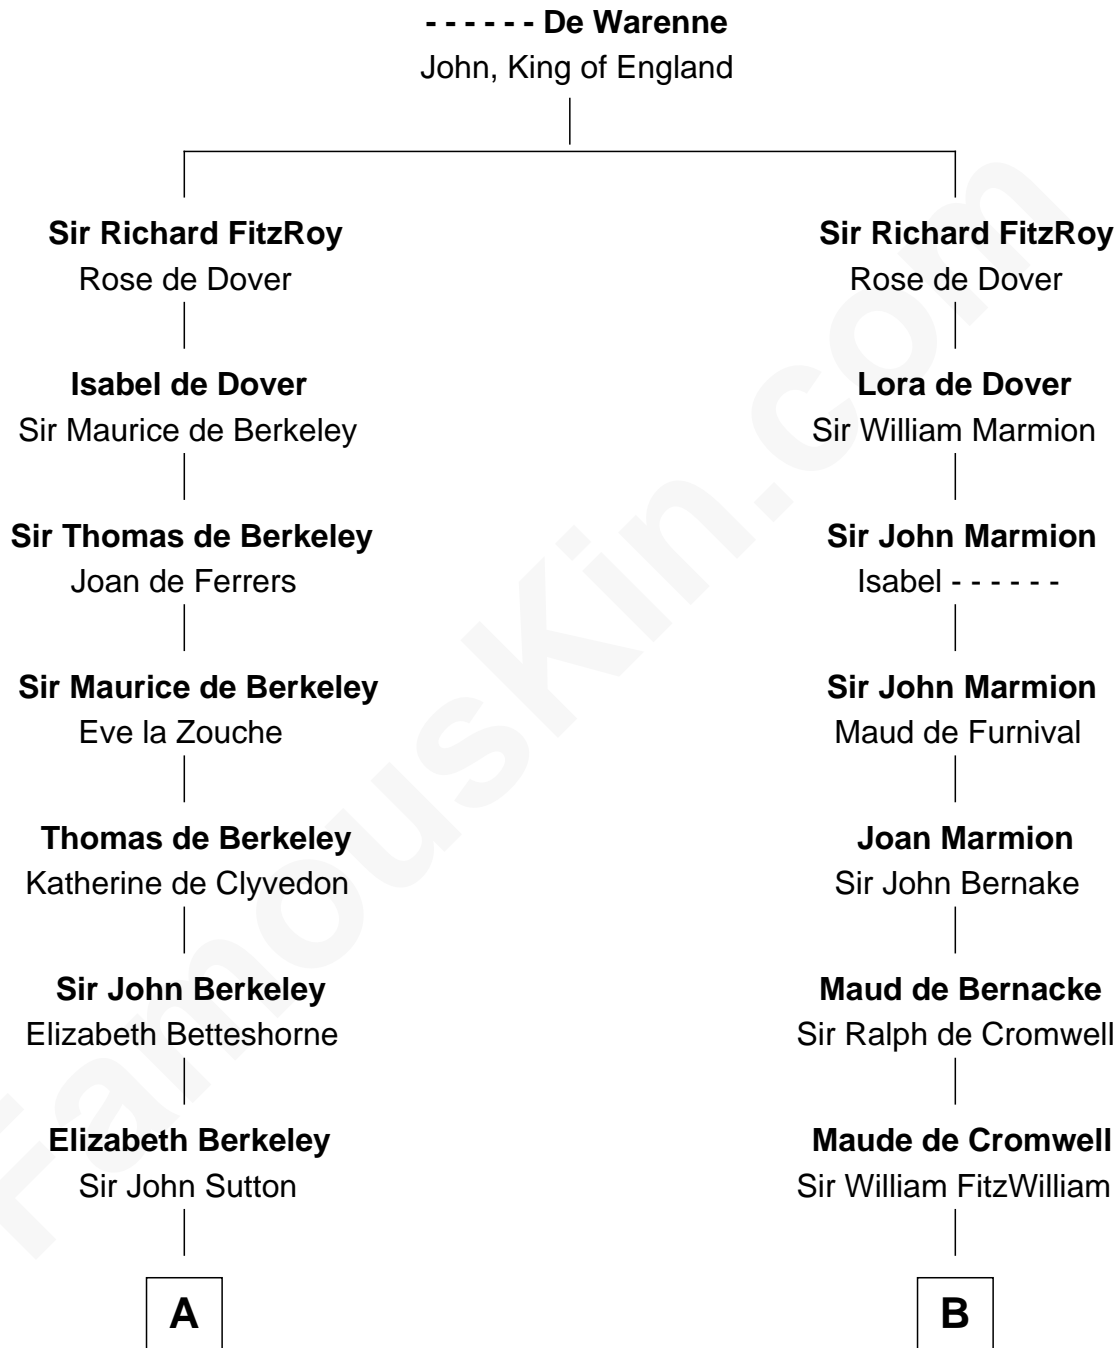 - - - - - - De Warenne
John, King of England
Sir Richard FitzRoy
Rose de Dover
Sir Richard FitzRoy
Rose de Dover
Isabel de Dover
Sir Maurice de Berkeley
Lora de Dover
Sir William Marmion
Sir Thomas de Berkeley
Joan de Ferrers
Sir John Marmion
Isabel - - - - - -
Sir Maurice de Berkeley
Eve la Zouche
Sir John Marmion
Maud de Furnival
Thomas de Berkeley
Katherine de Clyvedon
Joan Marmion
Sir John Bernake
Sir John Berkeley
Elizabeth Betteshorne
Maud de Bernacke
Sir Ralph de Cromwell
Elizabeth Berkeley
Sir John Sutton
Maude de Cromwell
Sir William FitzWilliam
A
B
FamousKin.com